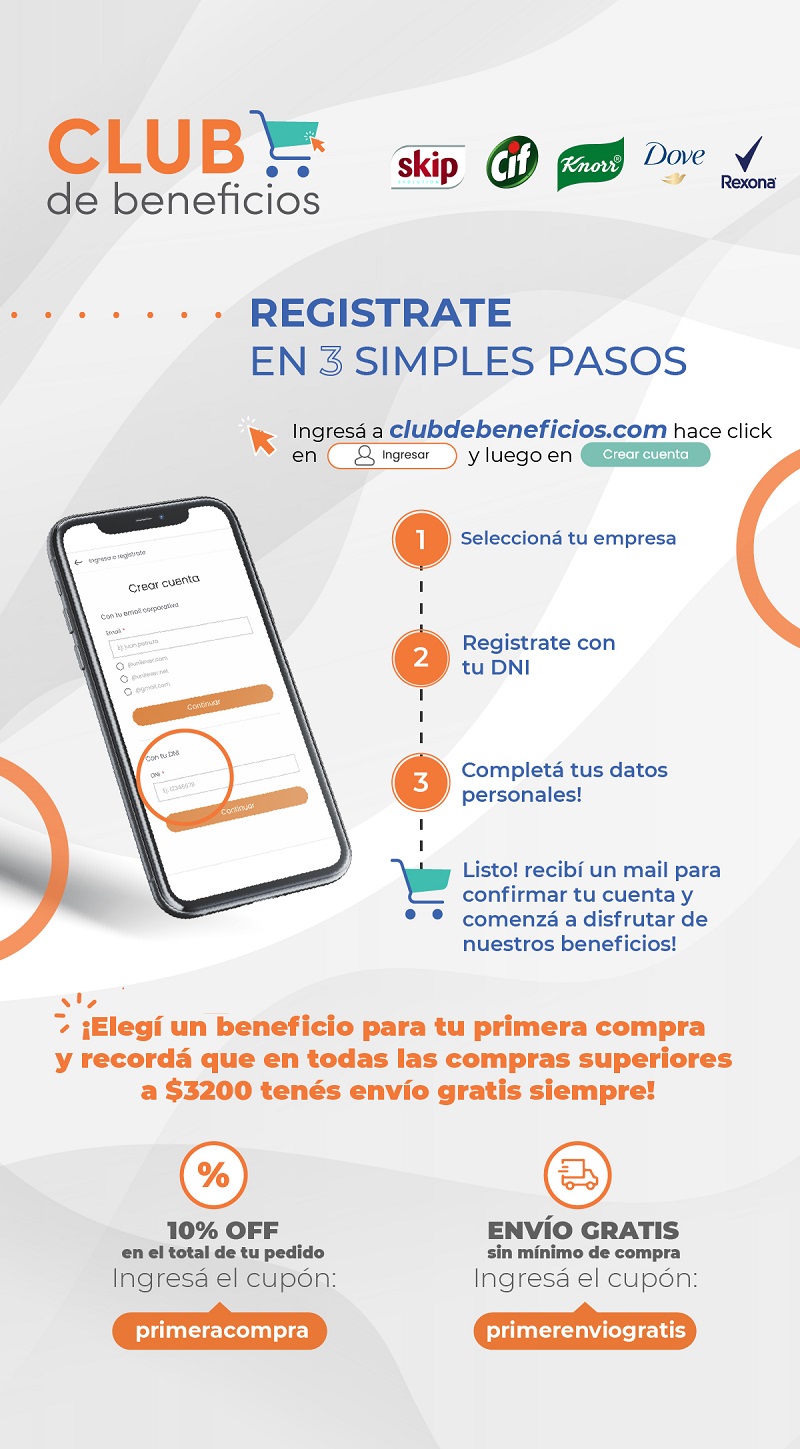 CLUB
de beneficios
skip
Cif
Knorr®
Dove
Rexona
REGISTRATE
EN 3 SIMPLES PASOS
Ingresá a clubdebeneficios.com hace click
en Ingresar y luego en Crear cuenta
Ingresa o registrate
Crear cuenta
Con tu email corporativo
Email *
@unilever.com
@unilever.net
@gmail.com
Continuar
Con tu DNI
DNI *
Ej: 12345678
Continuar
1 Seleccioná tu empresa
2 Registrate con
tu DNI
3 Completá tus datos
personales!
Listo! recibí un mail para
confirmar tu cuenta y
comenzá a disfrutar de
nuestros beneficios!
¡Elegí un beneficio para tu primera compra
y recordá que en todas las compras superiores
a $3200 tenés envío gratis siempre!
%
10% OFF
en el total de tu pedido
Ingresá el cupón:
primeracompra
ENVÍO GRATIS
sin mínimo de compra
Ingresá el cupón:
primerenviogratis